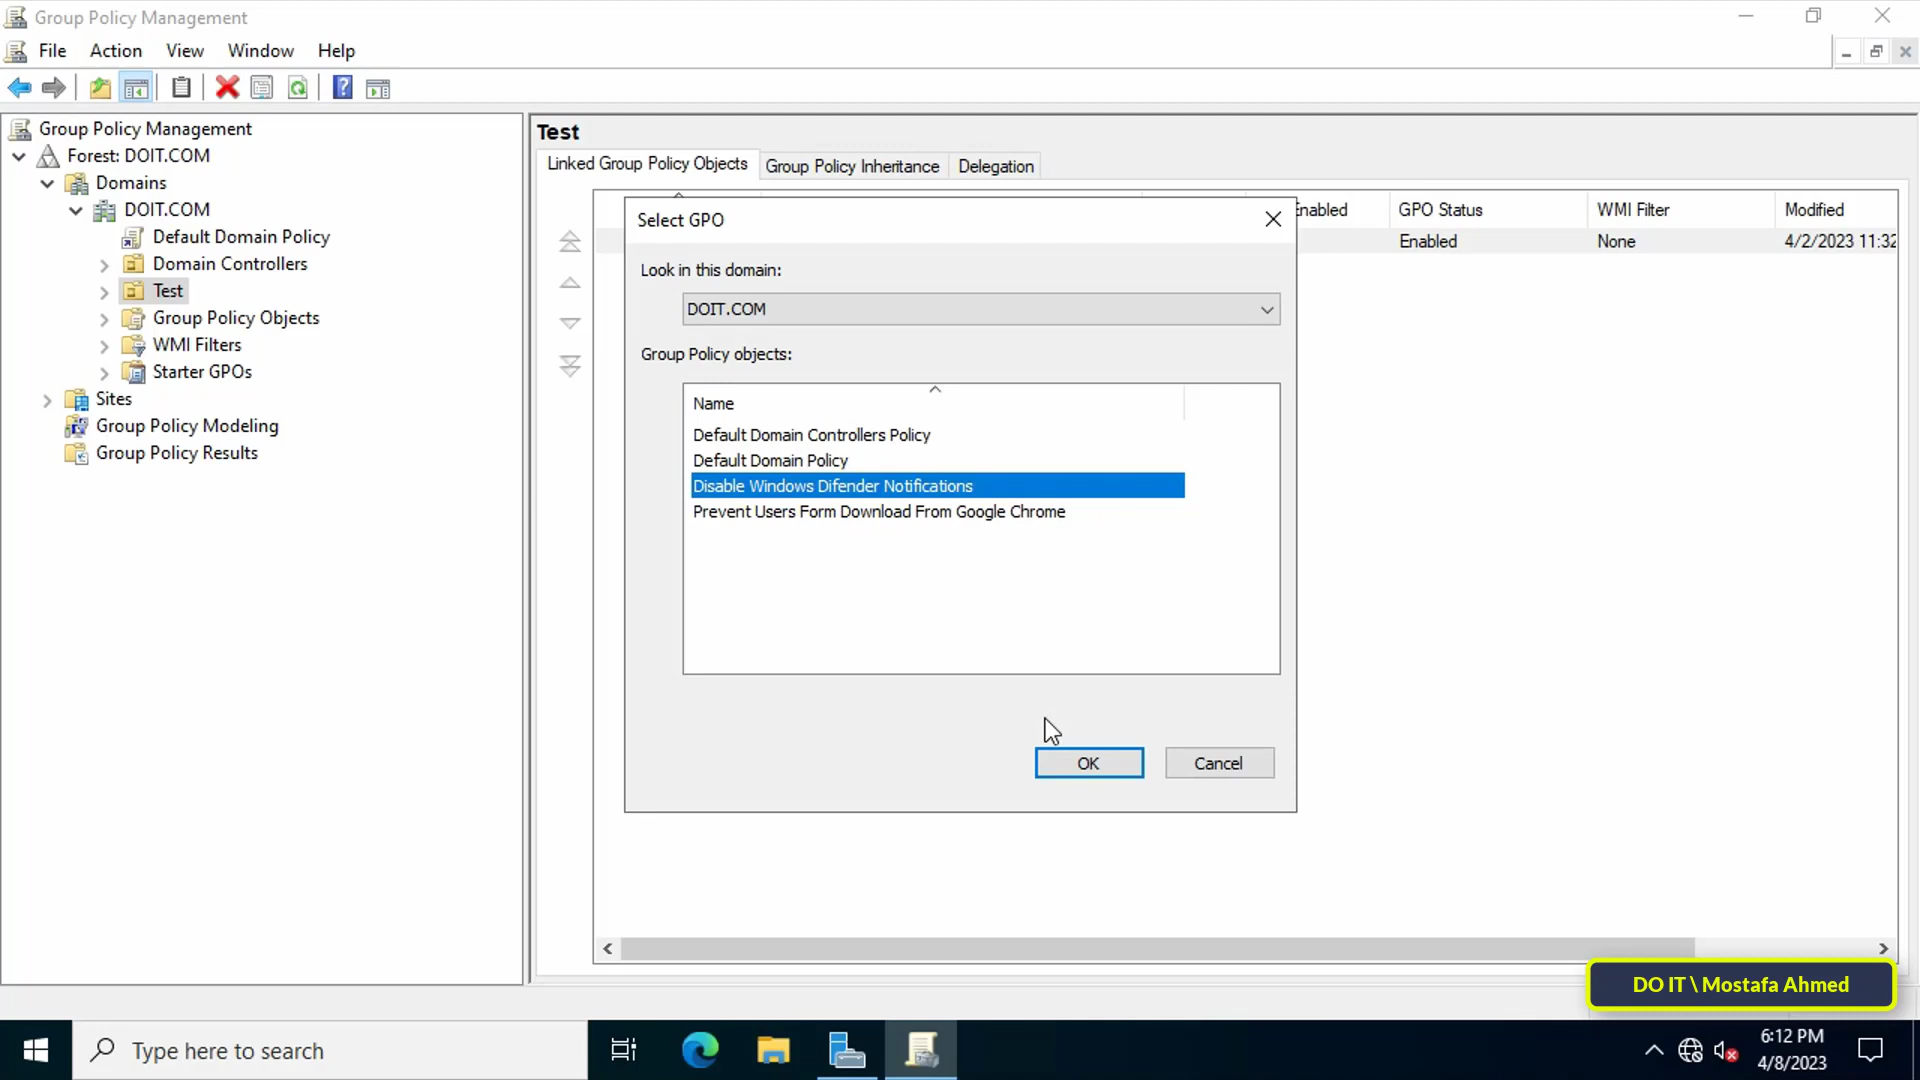 Group Policy Management
File Action View Window Help
Group Policy Management
Forest: DOIT.COM
Domains
DOIT.COM
Default Domain Policy
Domain Controllers
Test
Group Policy Objects
WMI Filters
Starter GPOs
Sites
Group Policy Modeling
Group Policy Results
Test
Linked Group Policy Objects Group Policy Inheritance Delegation
Enabled GPO Status WMI Filter Modified
Enabled None 4/2/2023 11:32
Select GPO
Look in this domain:
DOIT.COM
Group Policy objects:
Name
Default Domain Controllers Policy
Default Domain Policy
Disable Windows Difender Notifications
Prevent Users Form Download From Google Chrome
OK Cancel
DO IT \ Mostafa Ahmed
Type here to search
6:12 PM
4/8/2023